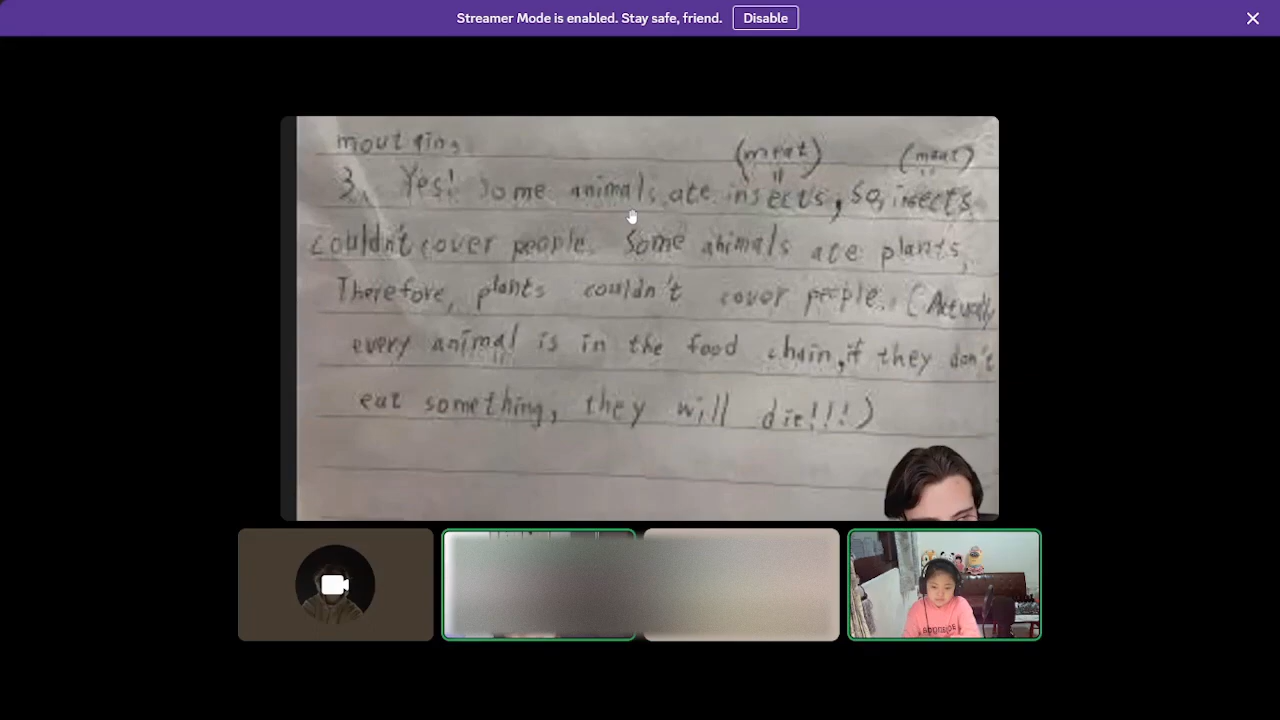 Streamer Mode is enabled. Stay safe, friend. Disable
moutain,
(meat) (meat)
3. Yes! Some animals ate insects, so, insects
couldn't cover people. Some animals ate plants,
Therefore, plants couldn't cover people. (Actually
every animal is in the food chain, if they don't
eat something, they will die!!!)